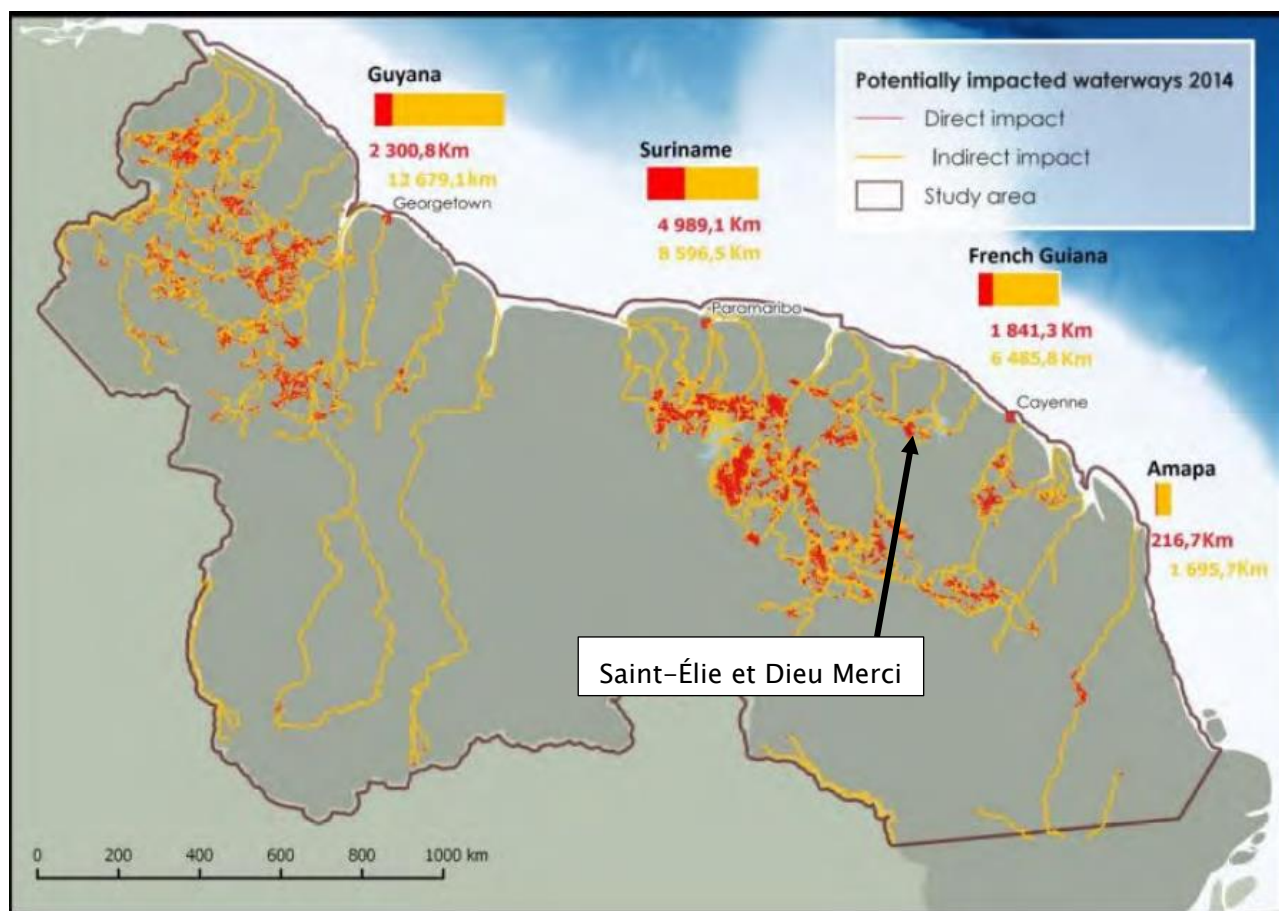 Guyana
2 300,8 Km
12 679,1 km
Georgetown
Suriname
4 989,1 Km
8 596,5 Km
Paramaribo
Potentially impacted waterways 2014
Direct impact
Indirect impact
Study area
French Guiana
1 841,3 Km
6 485,8 Km
Cayenne
Amapa
216,7Km
1 695,7Km
Saint-Élie et Dieu Merci
0 200 400 600 800 1000 km